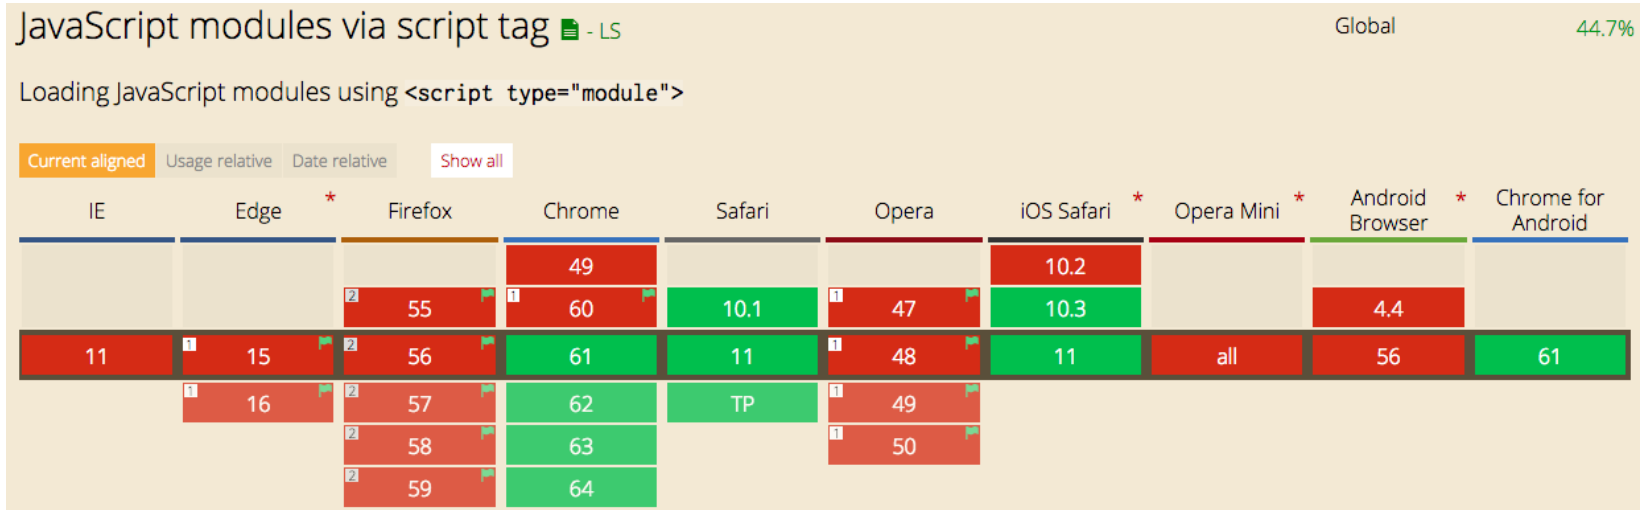 JavaScript modules via script tag - LS
Global 44.7%
Loading JavaScript modules using <script type="module">
Current aligned Usage relative Date relative Show all
IE Edge * Firefox Chrome Safari Opera iOS Safari * Opera Mini * Android Browser * Chrome for Android
49 10.2
2 55 1 60 10.1 1 47 10.3 4.4
11 1 15 2 56 61 11 1 48 11 all 56 61
1 16 2 57 62 TP 1 49
2 58 63 1 50
2 59 64